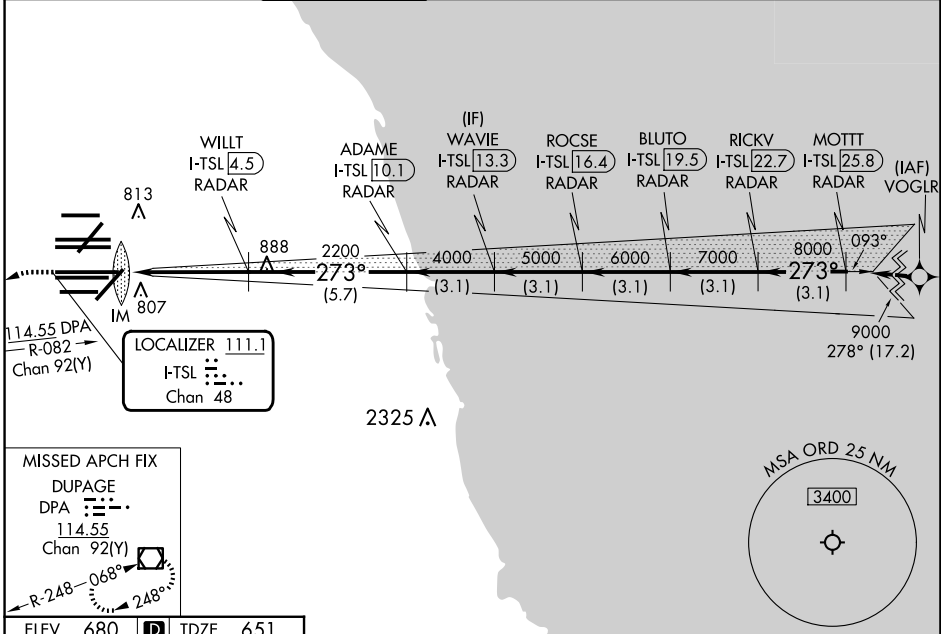 WILLT
I-TSL 4.5
RADAR
ADAME
I-TSL 10.1
RADAR
(IF)
WAVIE
I-TSL 13.3
RADAR
ROCSE
I-TSL 16.4
RADAR
BLUTO
I-TSL 19.5
RADAR
RICKV
I-TSL 22.7
RADAR
MOTTT
I-TSL 25.8
RADAR
(IAF)
VOGLR
813
888
2200
4000
5000
6000
7000
8000
093°
273°
273°
(5.7)
(3.1)
(3.1)
(3.1)
(3.1)
(3.1)
IM
807
9000
278° (17.2)
114.55 DPA
R-082
Chan 92(Y)
LOCALIZER 111.1
I-TSL
Chan 48
2325
MISSED APCH FIX
DUPAGE
DPA
114.55
Chan 92(Y)
R-248
068°
248°
MSA ORD 25 NM
3400
ELEV 680 D TDZE 651